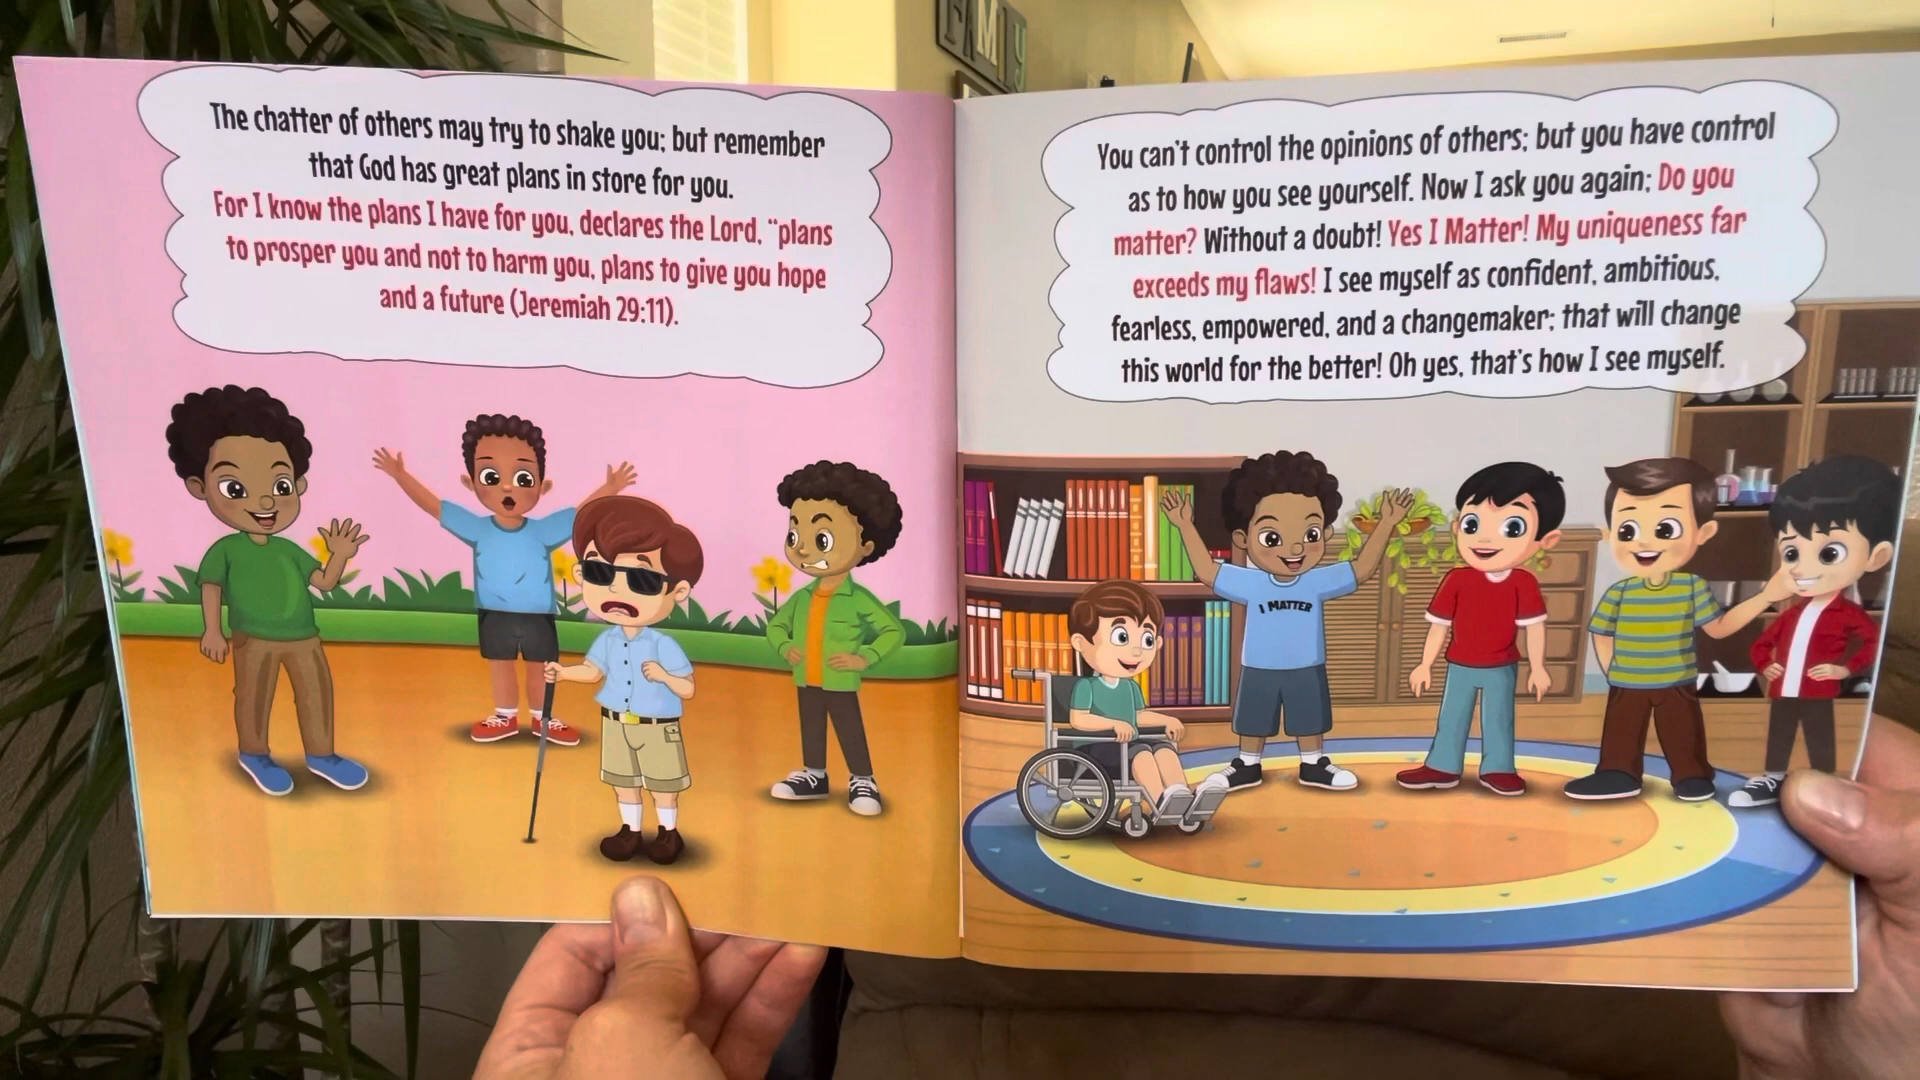 FAMILY
The chatter of others may try to shake you; but remember
that God has great plans in store for you.
For I know the plans I have for you, declares the Lord, “plans
to prosper you and not to harm you, plans to give you hope
and a future (Jeremiah 29:11).
You can't control the opinions of others; but you have control
as to how you see yourself. Now I ask you again; Do you
matter? Without a doubt! Yes I Matter! My uniqueness far
exceeds my flaws! I see myself as confident, ambitious,
fearless, empowered, and a changemaker; that will change
this world for the better! Oh yes, that's how I see myself.
I MATTER